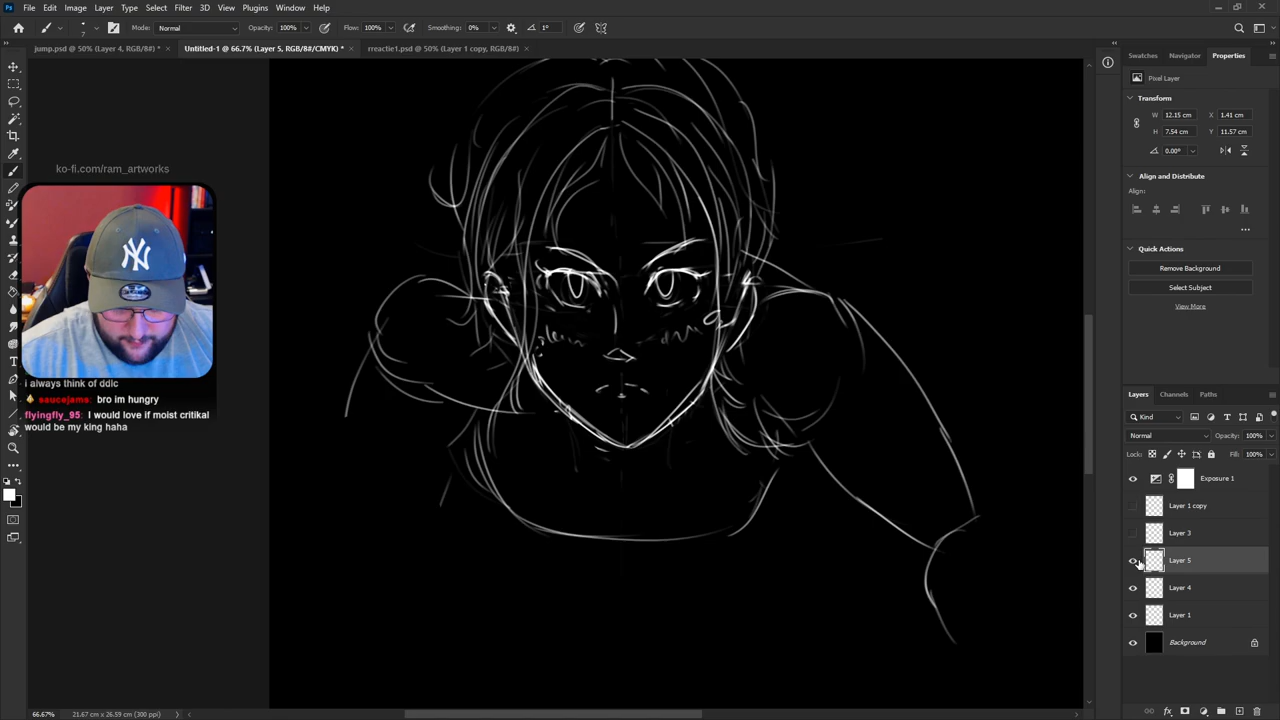 File Edit Image Layer Type Select Filter 3D View Plugins Window Help
7 Mode: Normal Opacity: 100% Flow: 100% Smoothing: 0% 1°
jump.psd @ 50% (Layer 4, RGB/8#) * × Untitled-1 @ 66.7% (Layer 5, RGB/8#/CMYK) * × rreactie1.psd @ 50% (Layer 1 copy, RGB/8#) ×
Swatches Navigator Properties
Pixel Layer
Transform
W 12.15 cm X 1.41 cm
H 7.54 cm Y 11.57 cm
0.00°
Align and Distribute
Align:
Quick Actions
Remove Background
Select Subject
View More
ko-fi.com/ram_artworks
NY
i always think of ddlc
saucejams: bro im hungry
flyingfly_95: I would love if moist critikal
would be my king haha
Layers Channels Paths
Kind
Normal Opacity: 100%
Lock: Fill: 100%
Exposure 1
Layer 1 copy
Layer 3
Layer 5
Layer 4
Layer 1
Background
66.67% 21.67 cm x 26.59 cm (300 ppi)